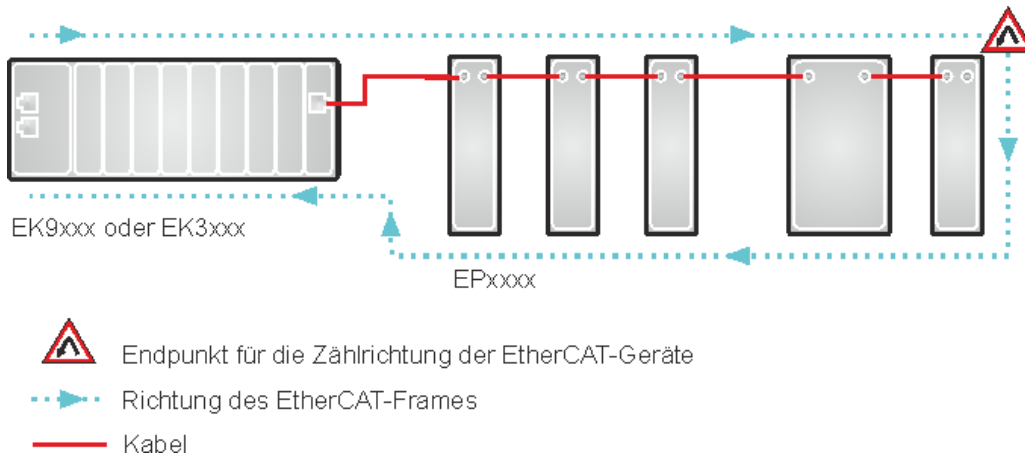 EK9xxx oder EK3xxx
EPxxxx
Endpunkt für die Zählrichtung der EtherCAT-Geräte
Richtung des EtherCAT-Frames
Kabel